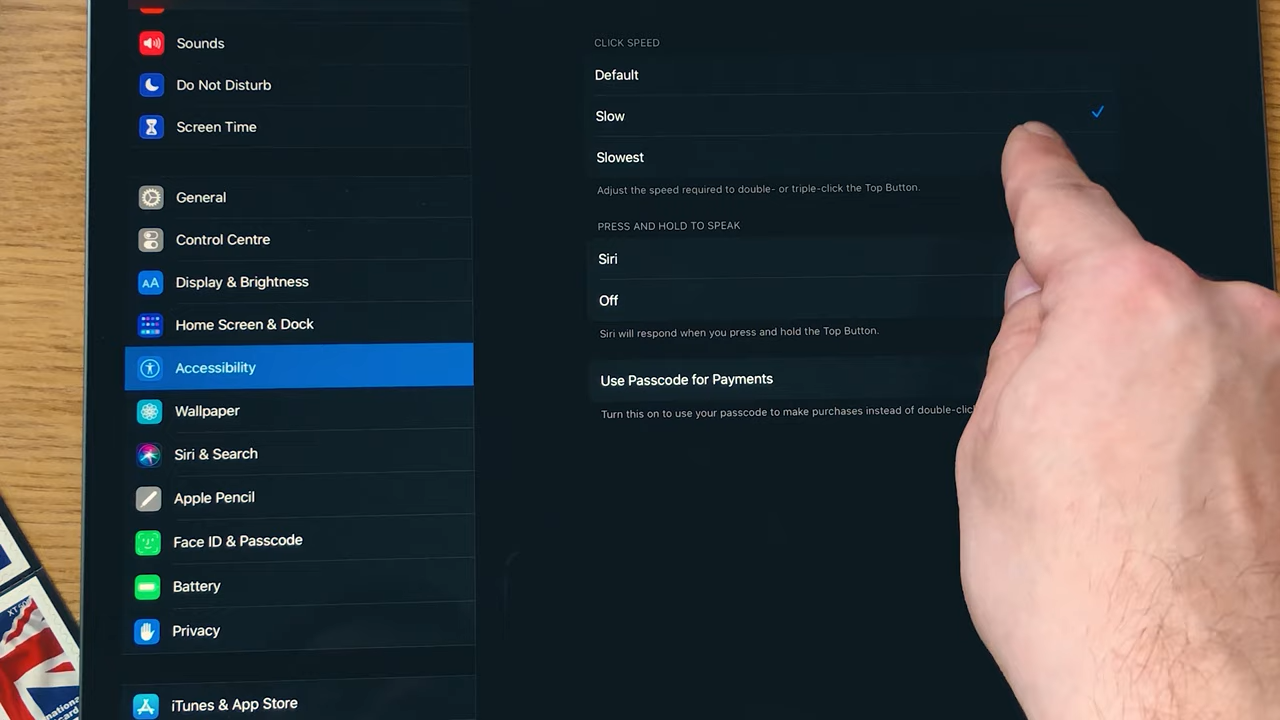 Sounds
Do Not Disturb
Screen Time
General
Control Centre
AA
Display & Brightness
Home Screen & Dock
Accessibility
Wallpaper
Siri & Search
Apple Pencil
Face ID & Passcode
Battery
Privacy
iTunes & App Store
CLICK SPEED
Default
Slow
Slowest
Adjust the speed required to double- or triple-click the Top Button.
PRESS AND HOLD TO SPEAK
Siri
Off
Siri will respond when you press and hold the Top Button.
Use Passcode for Payments
Turn this on to use your passcode to make purchases instead of